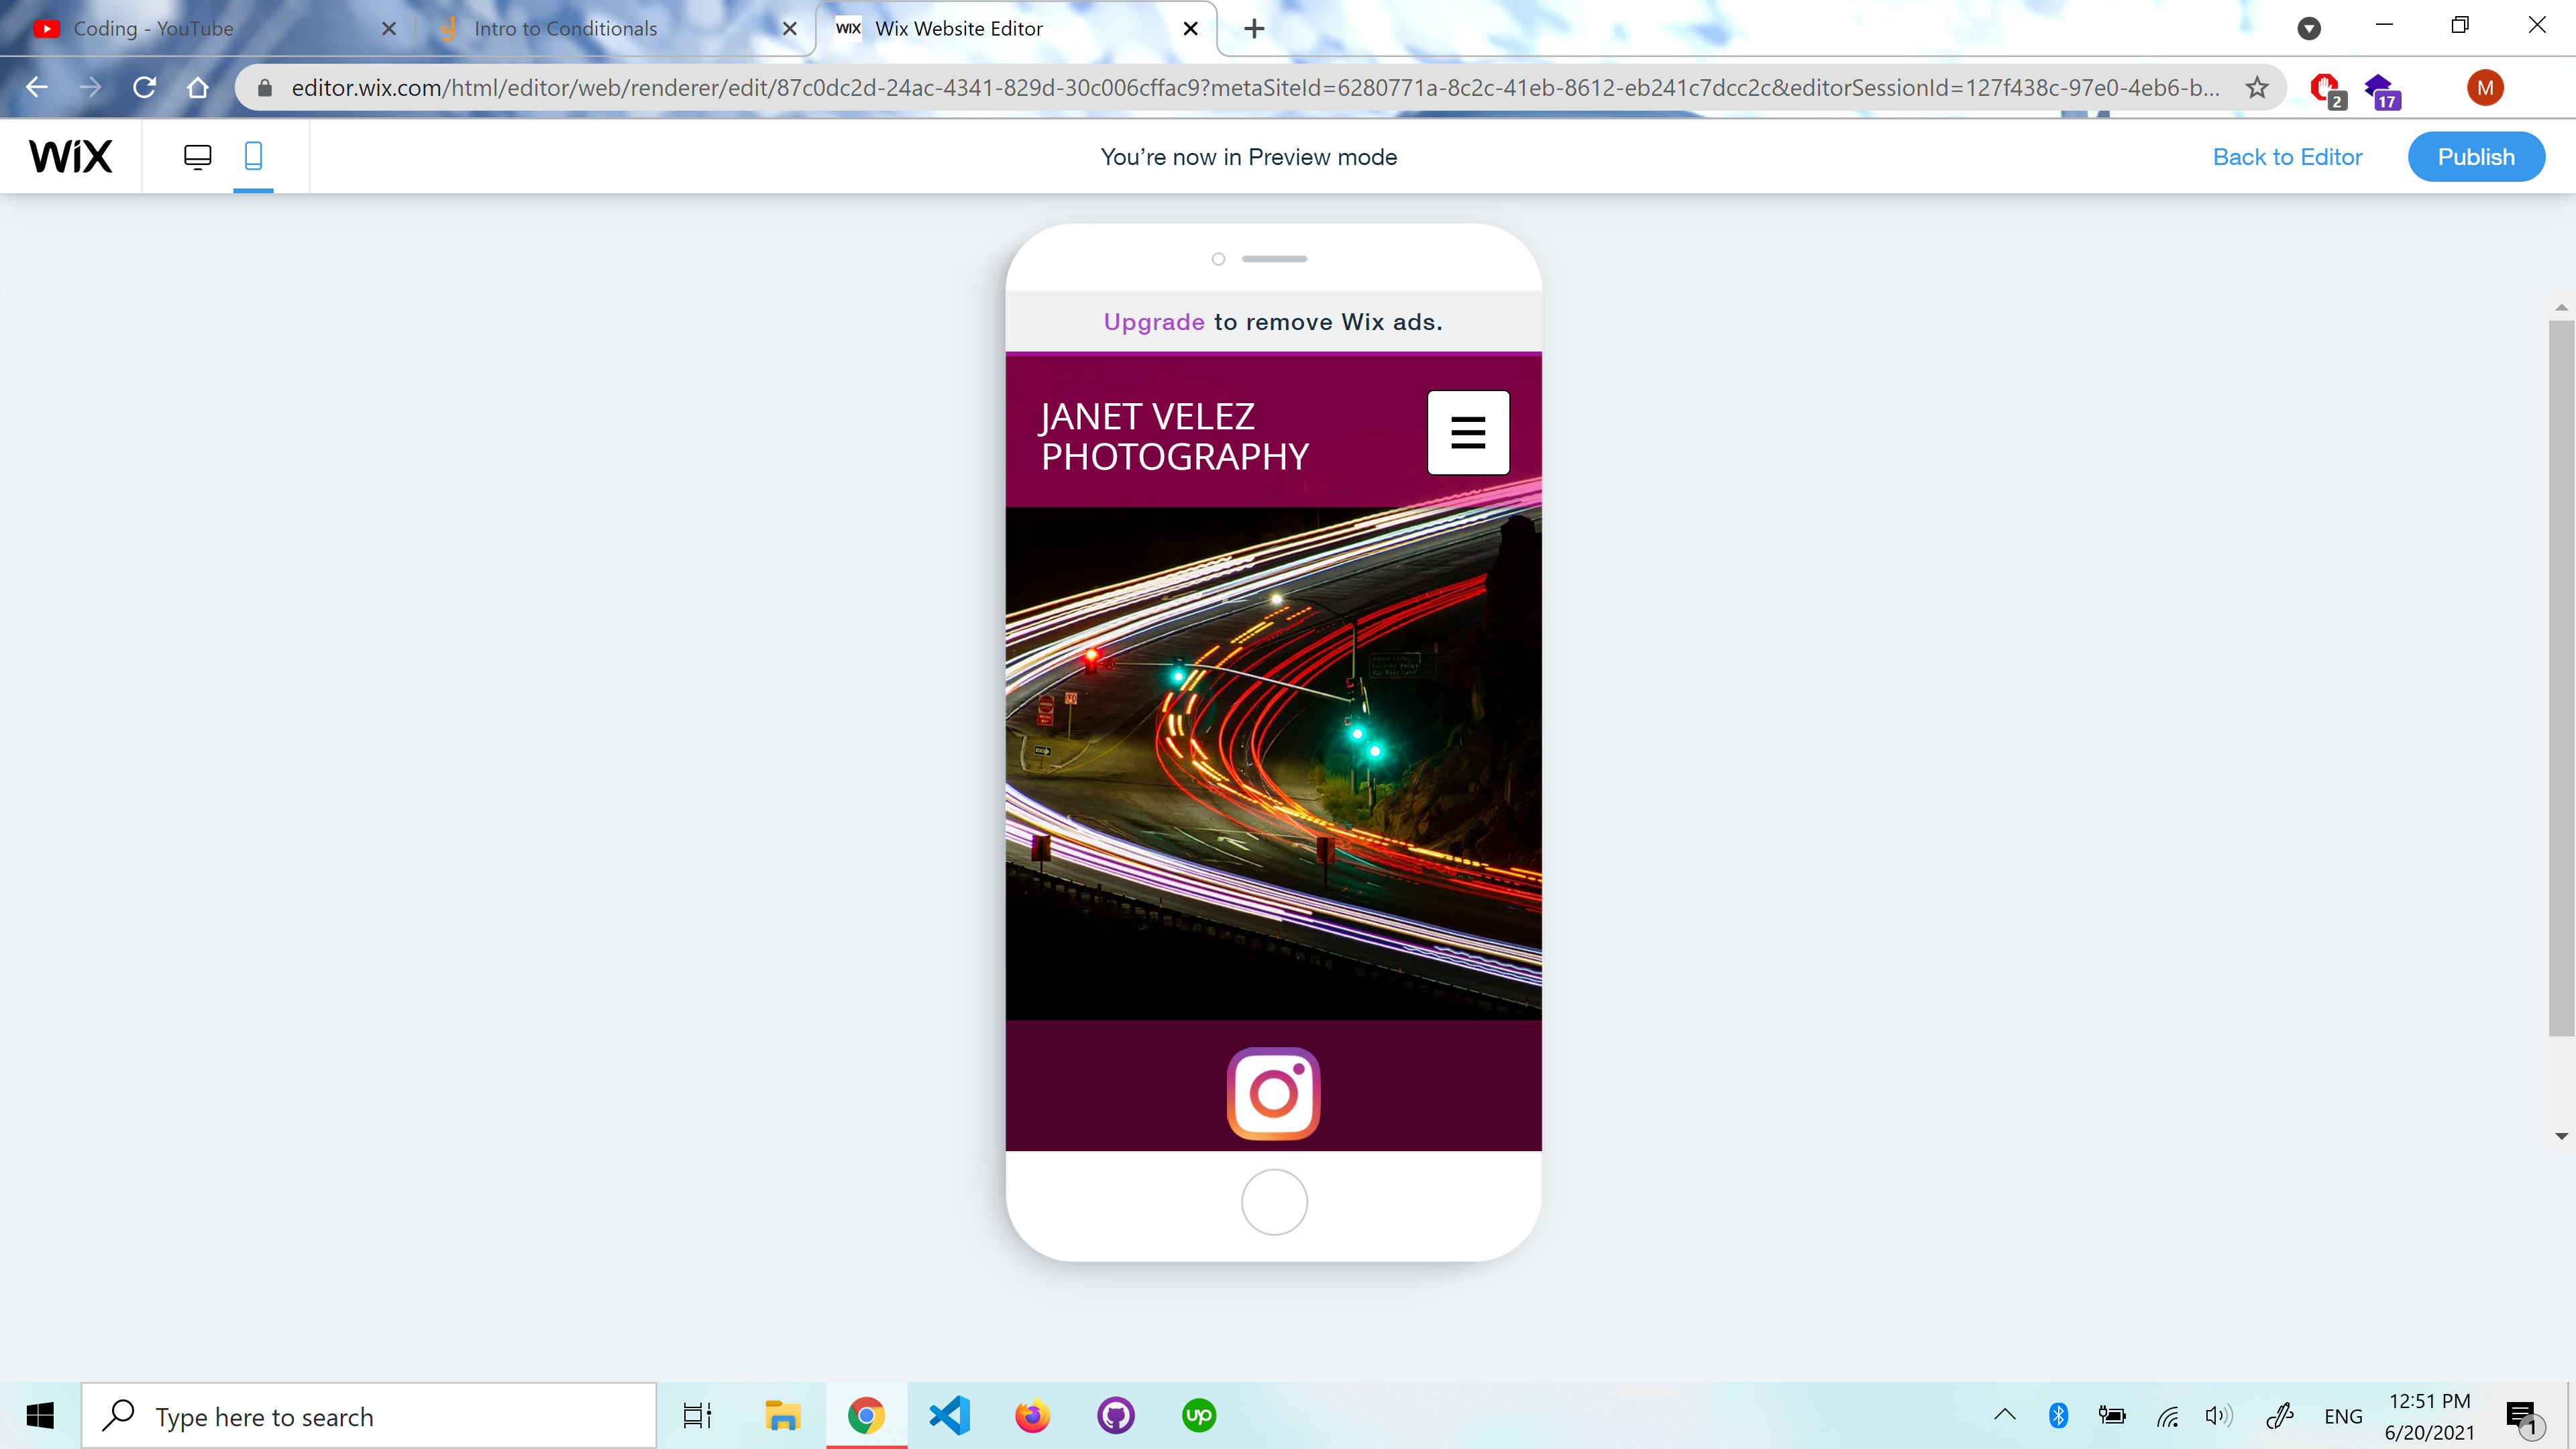 Coding - YouTube
Intro to Conditionals
WIX Wix Website Editor
editor.wix.com/html/editor/web/renderer/edit/87c0dc2d-24ac-4341-829d-30c006cffac9?metaSiteId=6280771a-8c2c-41eb-8612-eb241c7dcc2c&editorSessionId=127f438c-97e0-4eb6-b...
2
17
M
WiX
You’re now in Preview mode
Back to Editor
Publish
Upgrade to remove Wix ads.
JANET VELEZ
PHOTOGRAPHY
Type here to search
up
ENG
12:51 PM
6/20/2021
1